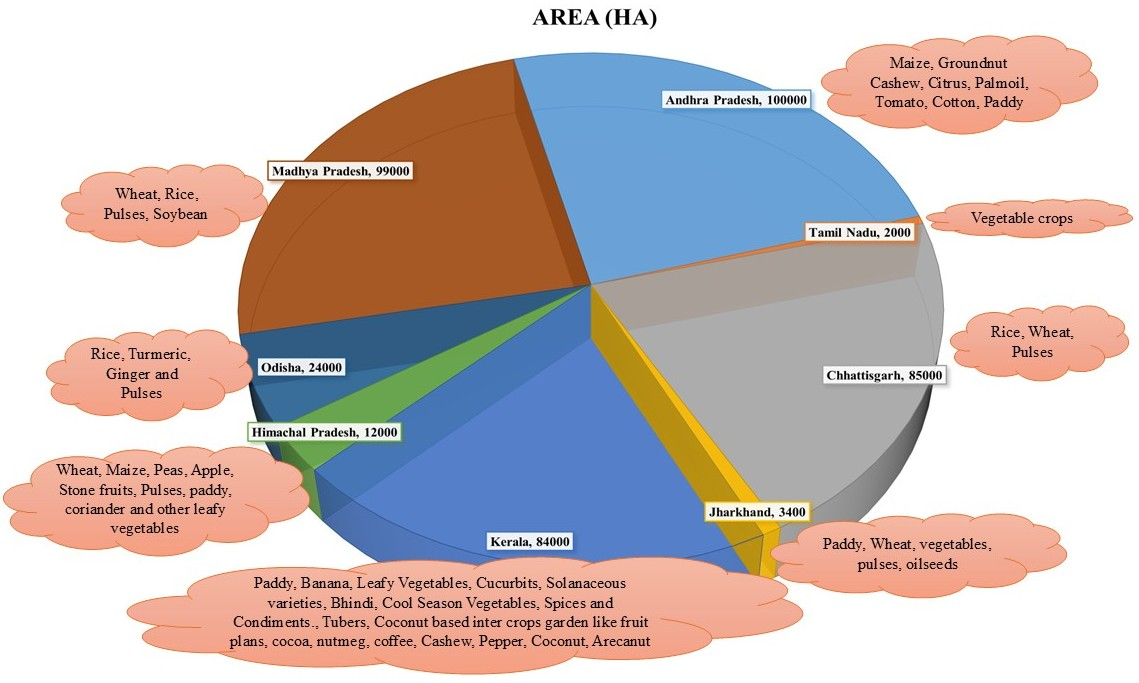 AREA (HA)
Maize, Groundnut
Cashew, Citrus, Palmoil,
Tomato, Cotton, Paddy
Andhra Pradesh, 100000
Madhya Pradesh, 99000
Wheat, Rice,
Pulses, Soybean
Vegetable crops
Tamil Nadu, 2000
Rice, Wheat,
Pulses
Chhattisgarh, 85000
Rice, Turmeric,
Ginger and
Pulses
Odisha, 24000
Himachal Pradesh, 12000
Wheat, Maize, Peas, Apple,
Stone fruits, Pulses, paddy,
coriander and other leafy
vegetables
Jharkhand, 3400
Paddy, Wheat, vegetables,
pulses, oilseeds
Kerala, 84000
Paddy, Banana, Leafy Vegetables, Cucurbits, Solanaceous
varieties, Bhindi, Cool Season Vegetables, Spices and
Condiments., Tubers, Coconut based inter crops garden like fruit
plans, cocoa, nutmeg, coffee, Cashew, Pepper, Coconut, Arecanut